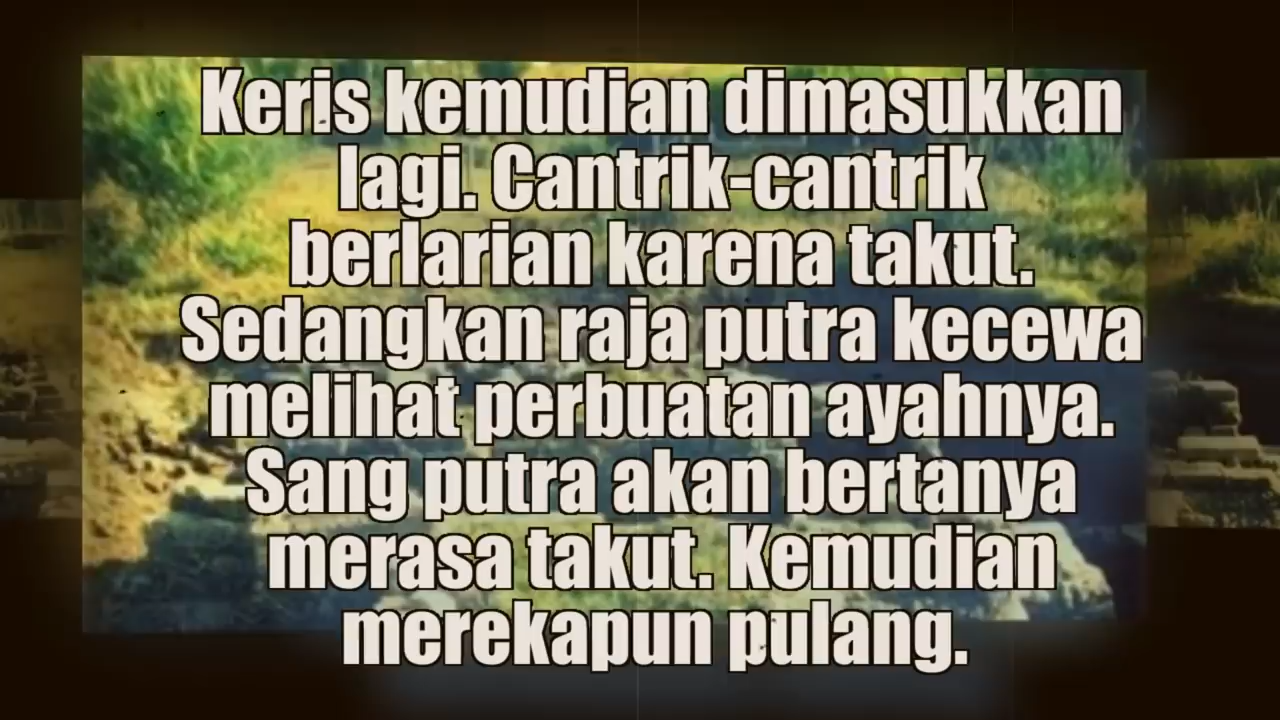 Keris kemudian dimasukkan
lagi. Cantrik-cantrik
berlarian karena takut.
Sedangkan raja putra kecewa
melihat perbuatan ayahnya.
Sang putra akan bertanya
merasa takut. Kemudian
merekapun pulang.